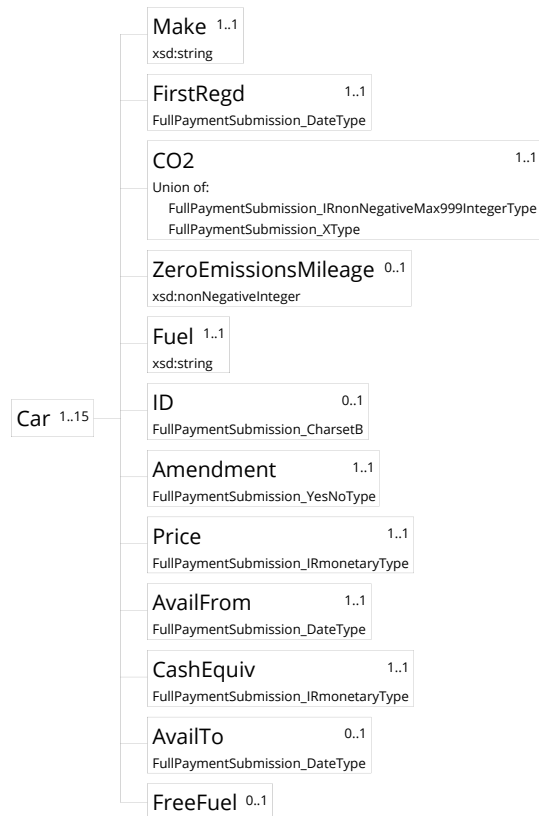 Make 1..1
xsd:string
FirstRegd 1..1
FullPaymentSubmission_DateType
CO2 1..1
Union of:
FullPaymentSubmission_IRnonNegativeMax999IntegerType
FullPaymentSubmission_XType
ZeroEmissionsMileage 0..1
xsd:nonNegativeInteger
Fuel 1..1
xsd:string
Car 1..15
ID 0..1
FullPaymentSubmission_CharsetB
Amendment 1..1
FullPaymentSubmission_YesNoType
Price 1..1
FullPaymentSubmission_IRmonetaryType
AvailFrom 1..1
FullPaymentSubmission_DateType
CashEquiv 1..1
FullPaymentSubmission_IRmonetaryType
AvailTo 0..1
FullPaymentSubmission_DateType
FreeFuel 0..1